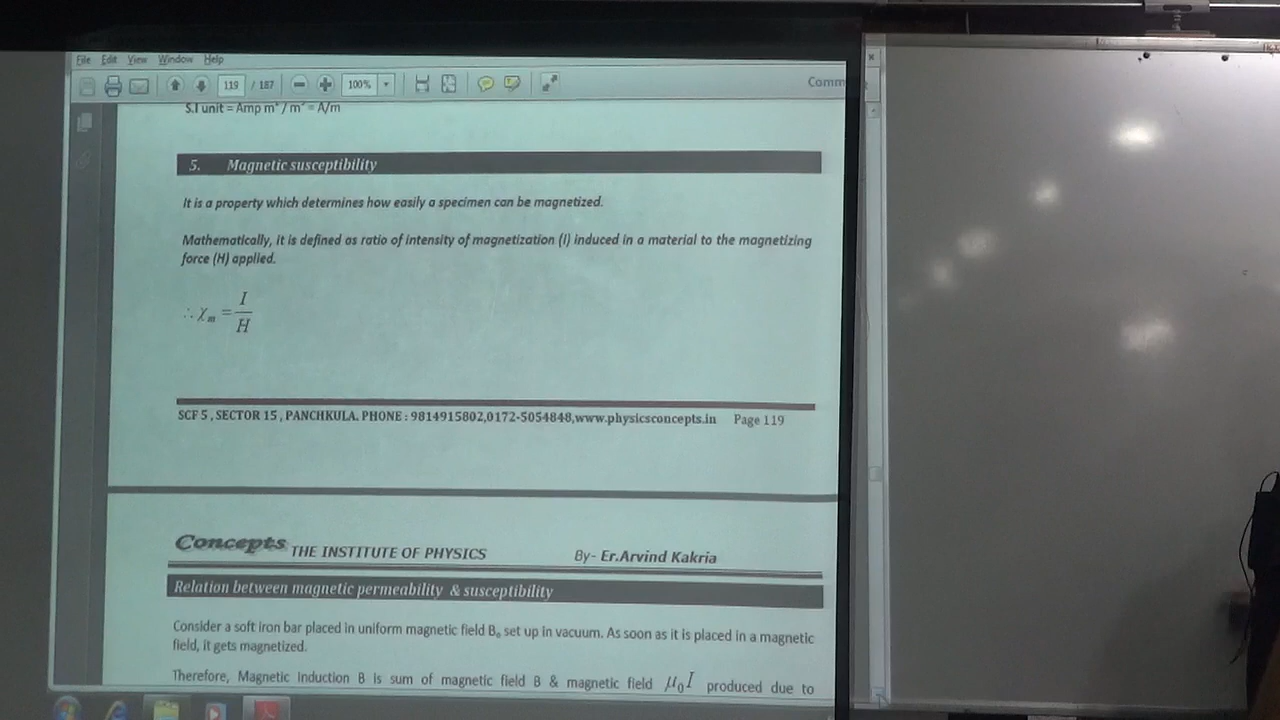 File Edit View Window Help
119 / 187 100% Comm
S.I unit = Amp m² / m³ = A/m
5. Magnetic susceptibility
It is a property which determines how easily a specimen can be magnetized.
Mathematically, it is defined as ratio of intensity of magnetization (I) induced in a material to the magnetizing
force (H) applied.
∴ χm = I / H
SCF 5 , SECTOR 15 , PANCHKULA. PHONE : 9814915802,0172-5054848,www.physicsconcepts.in Page 119
Concepts THE INSTITUTE OF PHYSICS By- Er.Arvind Kakria
Relation between magnetic permeability & susceptibility
Consider a soft iron bar placed in uniform magnetic field Bo set up in vacuum. As soon as it is placed in a magnetic
field, it gets magnetized.
Therefore, Magnetic Induction B is sum of magnetic field B & magnetic field μ0I produced due to